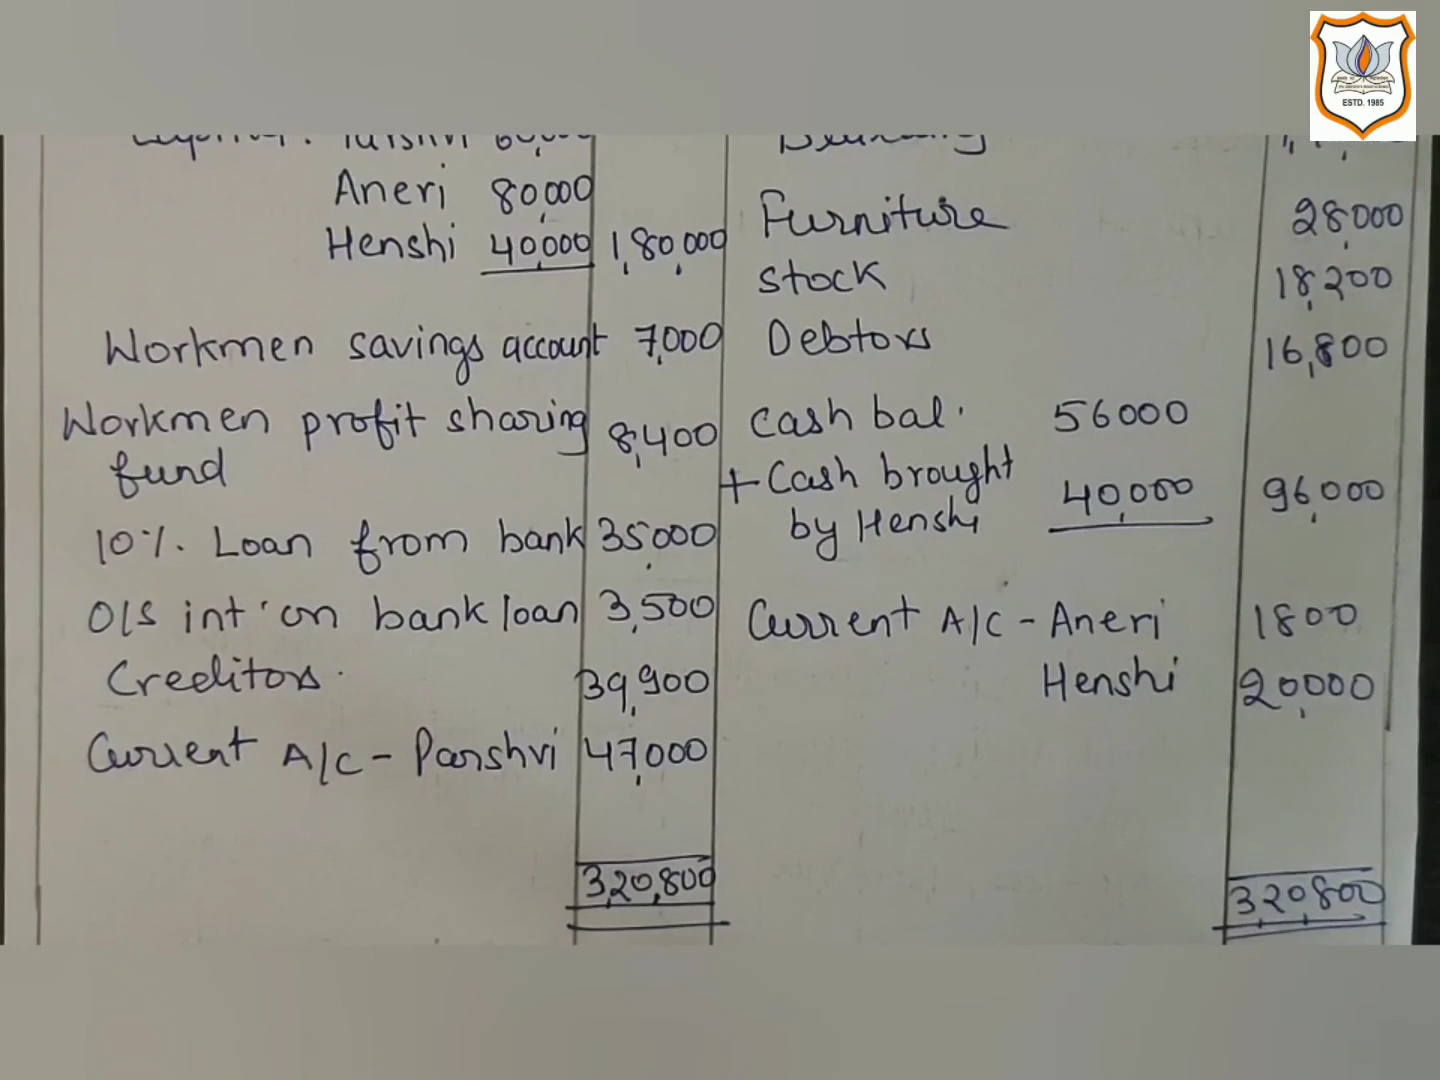 Aneri 80,000
Henshi 40,000 1,80,000
Workmen savings account 7,000
Workmen profit sharing
fund 8,400
10%. Loan from bank 35,000
O/S int' on bank loan 3,500
Creditors. 39,900
Current A/C - Parshvi 47,000
3,20,800
Furniture 28,000
Stock 18,200
Debtors 16,800
Cash bal. 56000
+ Cash brought
by Henshi 40,000 96,000
Current A/C - Aneri 1800
Henshi 20,000
3,20,800
ESTD. 1985